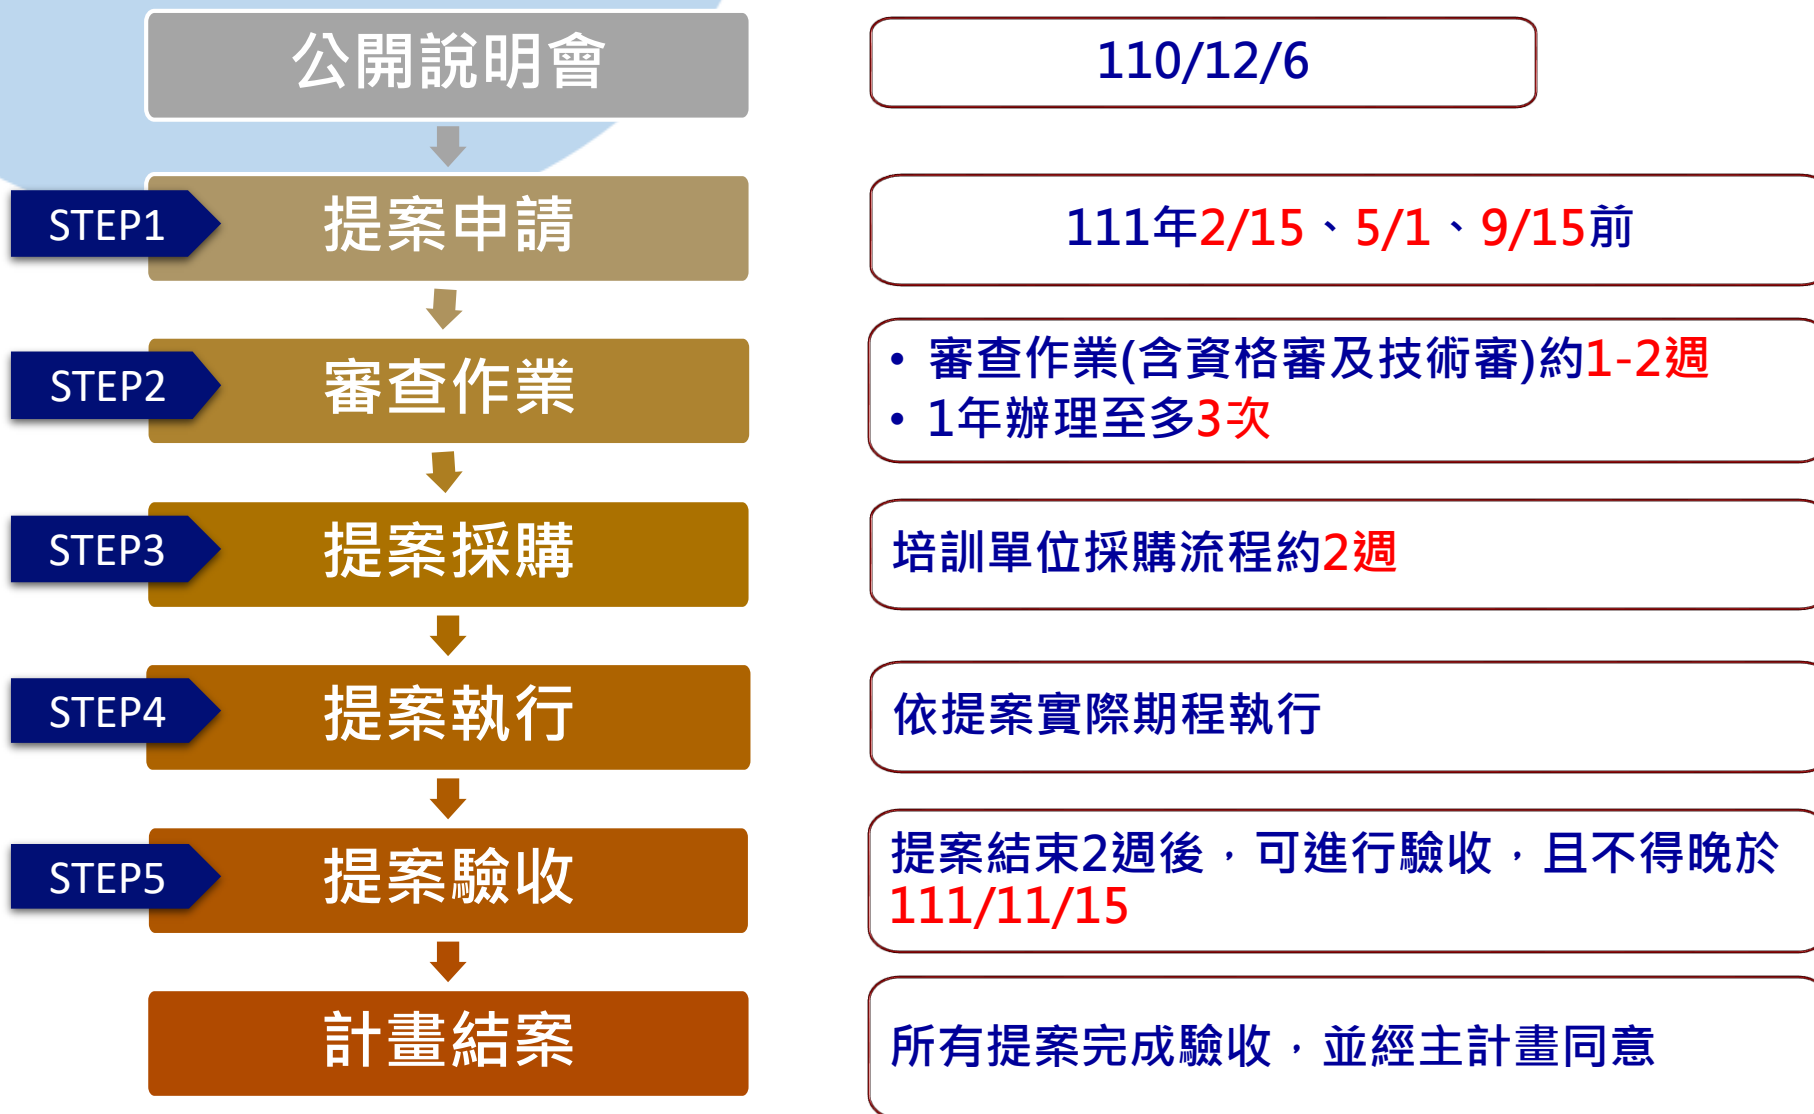 公開說明會
110/12/6
STEP1
提案申請
111年2/15、5/1、9/15前
STEP2
審查作業
• 審查作業(含資格審及技術審)約1-2週
• 1年辦理至多3次
STEP3
提案採購
培訓單位採購流程約2週
STEP4
提案執行
依提案實際期程執行
STEP5
提案驗收
提案結束2週後，可進行驗收，且不得晚於
111/11/15
計畫結案
所有提案完成驗收，並經主計畫同意